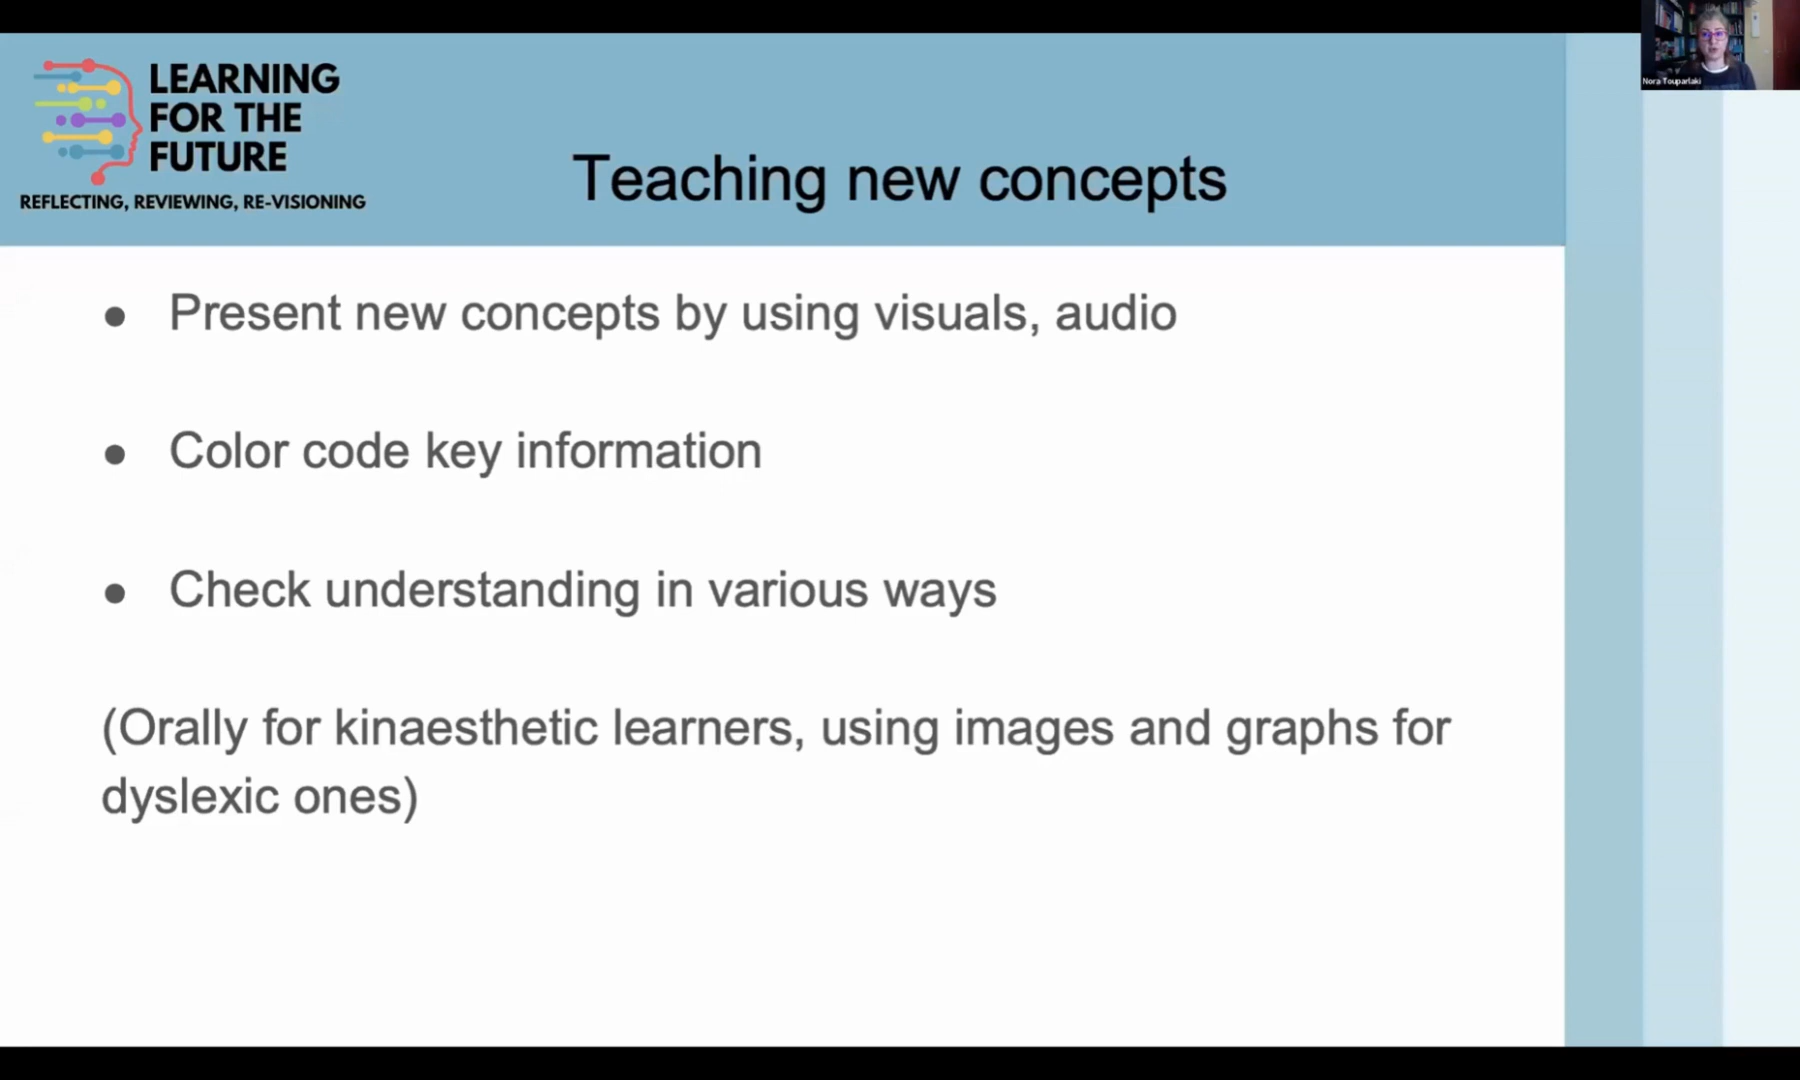 LEARNING
FOR THE
FUTURE
REFLECTING, REVIEWING, RE-VISIONING
Teaching new concepts
Nora Touparlaki
● Present new concepts by using visuals, audio
● Color code key information
● Check understanding in various ways
(Orally for kinaesthetic learners, using images and graphs for
dyslexic ones)